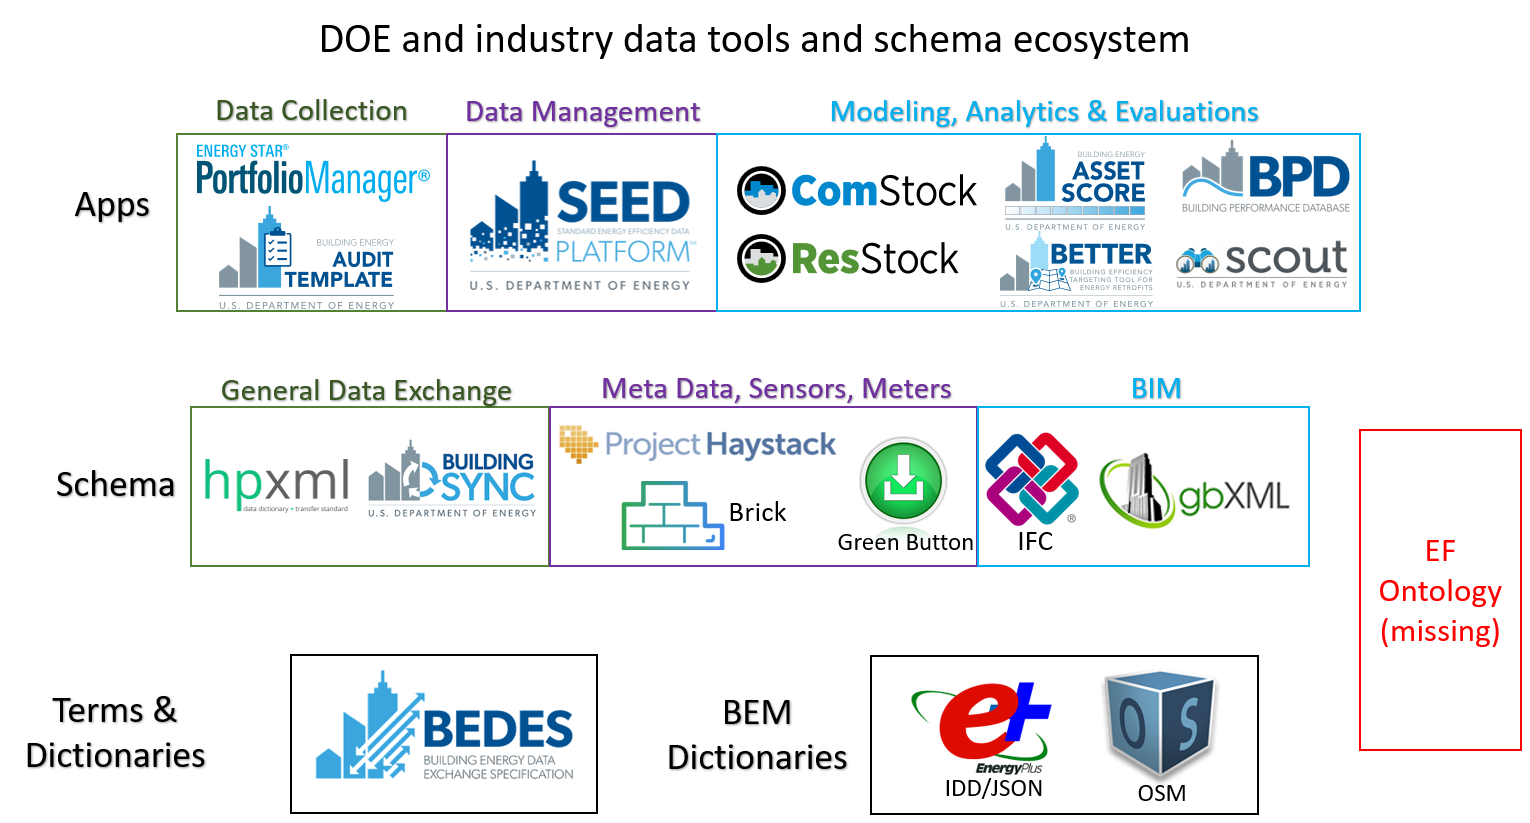 DOE and industry data tools and schema ecosystem
Data Collection
Data Management
Modeling, Analytics & Evaluations
Apps
ENERGY STAR®
PortfolioManager®
BUILDING ENERGY
AUDIT
TEMPLATE
U.S. DEPARTMENT OF ENERGY
SEED
STANDARD ENERGY EFFICIENCY DATA
PLATFORM™
U.S. DEPARTMENT OF ENERGY
ComStock
ResStock
BUILDING ENERGY
ASSET
SCORE
U.S. DEPARTMENT OF ENERGY
BETTER
BUILDING EFFICIENCY
TARGETING TOOL FOR
ENERGY RETROFITS
U.S. DEPARTMENT OF ENERGY
BPD
BUILDING PERFORMANCE DATABASE
scout
U.S. DEPARTMENT OF ENERGY
General Data Exchange
Meta Data, Sensors, Meters
BIM
Schema
hpxml
data dictionary + transfer standard
BUILDING
SYNC
U.S. DEPARTMENT OF ENERGY
Project Haystack
Brick
Green Button
®
IFC
gbXML
EF
Ontology
(missing)
Terms &
Dictionaries
BEDES
BUILDING ENERGY DATA
EXCHANGE SPECIFICATION
BEM
Dictionaries
e+
EnergyPlus
IDD/JSON
OS
OSM